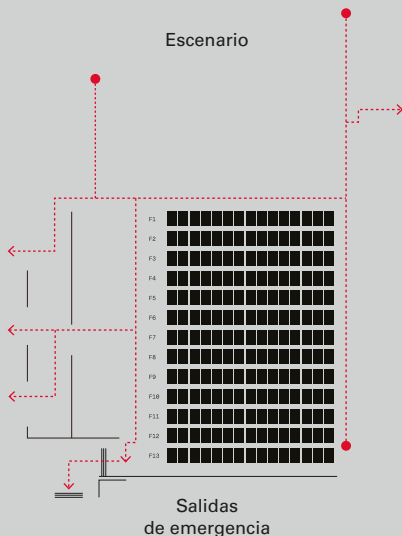 Escenario
F1
F2
F3
F4
F5
F6
F7
F8
F9
F10
F11
F12
F13
Salidas
de emergencia